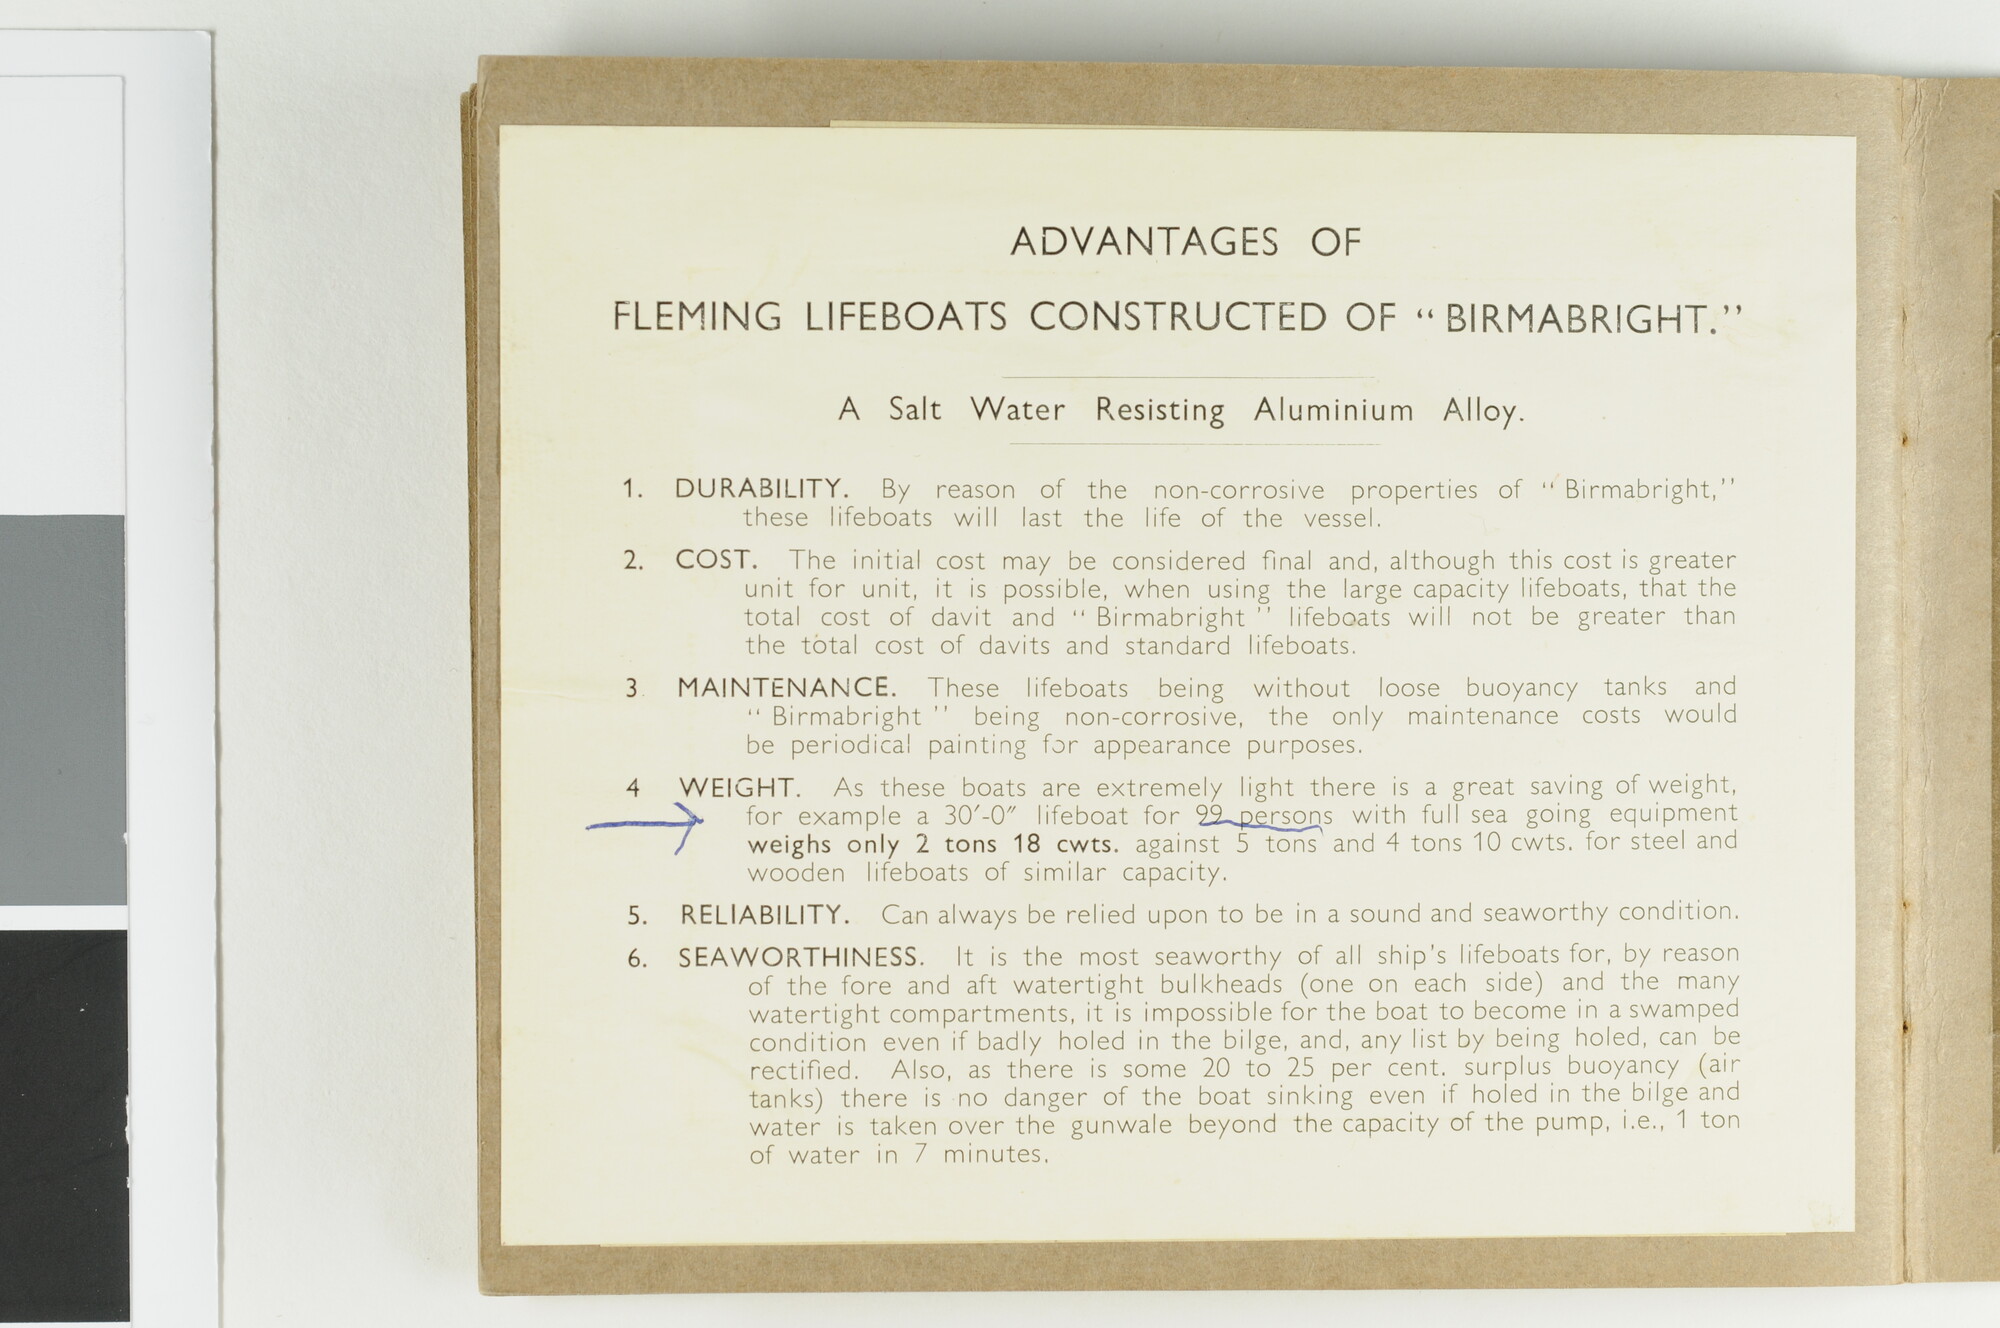 ADVANTAGES OF
FLEMING LIFEBOATS CONSTRUCTED OF “BIRMABRIGHT.”
A Salt Water Resisting Aluminium Alloy.
1. DURABILITY. By reason of the non-corrosive properties of “Birmabright,”
these lifeboats will last the life of the vessel.
2. COST. The initial cost may be considered final and, although this cost is greater
unit for unit, it is possible, when using the large capacity lifeboats, that the
total cost of davit and “Birmabright” lifeboats will not be greater than
the total cost of davits and standard lifeboats.
3. MAINTENANCE. These lifeboats being without loose buoyancy tanks and
“Birmabright” being non-corrosive, the only maintenance costs would
be periodical painting for appearance purposes.
4 WEIGHT. As these boats are extremely light there is a great saving of weight,
for example a 30′-0″ lifeboat for 99 persons with full sea going equipment
weighs only 2 tons 18 cwts. against 5 tons and 4 tons 10 cwts. for steel and
wooden lifeboats of similar capacity.
5. RELIABILITY. Can always be relied upon to be in a sound and seaworthy condition.
6. SEAWORTHINESS. It is the most seaworthy of all ship's lifeboats for, by reason
of the fore and aft watertight bulkheads (one on each side) and the many
watertight compartments, it is impossible for the boat to become in a swamped
condition even if badly holed in the bilge, and, any list by being holed, can be
rectified. Also, as there is some 20 to 25 per cent. surplus buoyancy (air
tanks) there is no danger of the boat sinking even if holed in the bilge and
water is taken over the gunwale beyond the capacity of the pump, i.e., 1 ton
of water in 7 minutes.